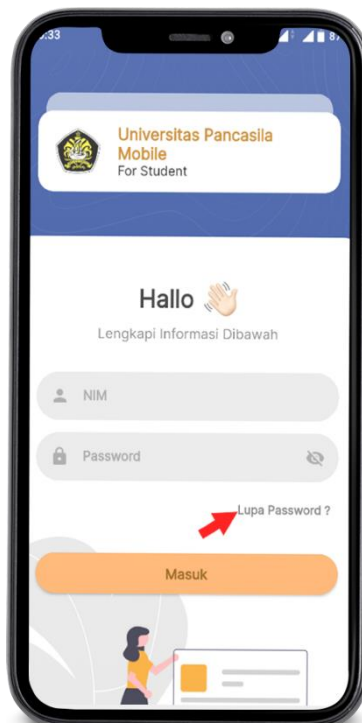 Universitas Pancasila
Mobile
For Student
Hallo
Lengkapi Informasi Dibawah
NIM
Password
Lupa Password ?
Masuk